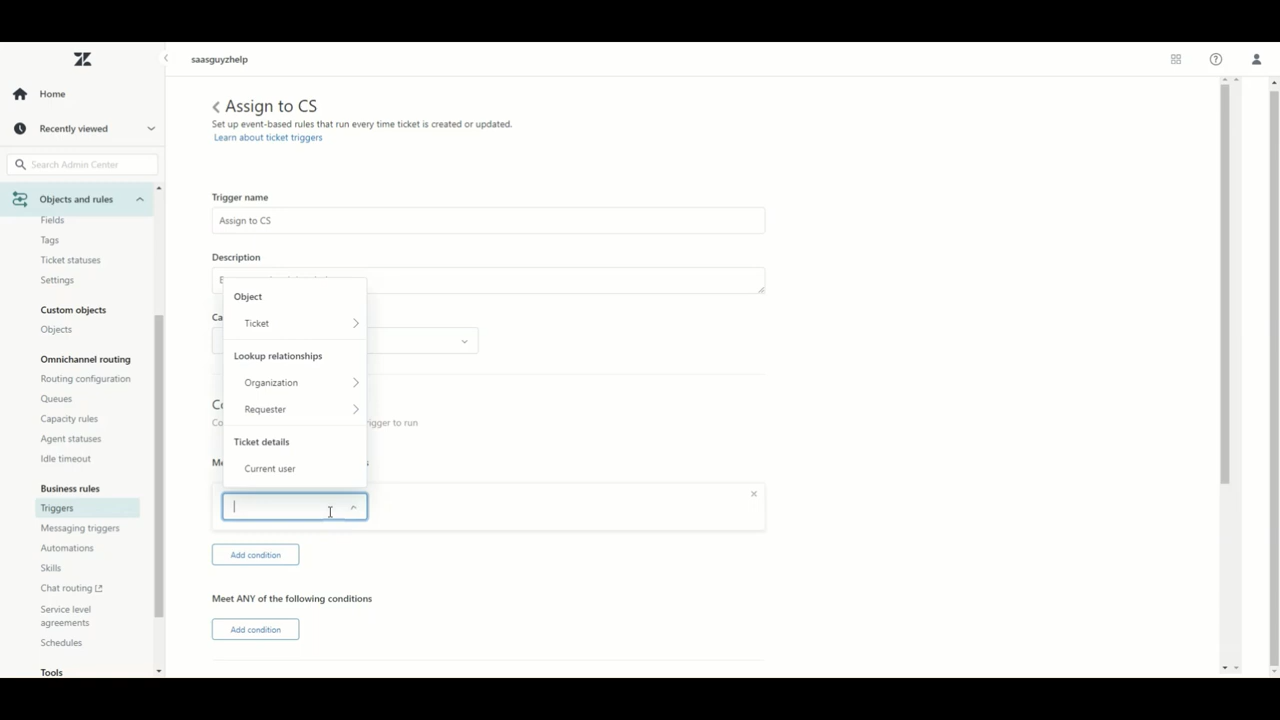 saasguyzhelp
Home
Recently viewed
Search Admin Center
Objects and rules
Fields
Tags
Ticket statuses
Settings
Custom objects
Objects
Omnichannel routing
Routing configuration
Queues
Capacity rules
Agent statuses
Idle timeout
Business rules
Triggers
Messaging triggers
Automations
Skills
Chat routing
Service level
agreements
Schedules
Tools
Assign to CS
Set up event-based rules that run every time ticket is created or updated.
Learn about ticket triggers
Trigger name
Assign to CS
Description
Object
Ticket
Lookup relationships
Organization
Requester
Ticket details
Current user
to run
Add condition
Meet ANY of the following conditions
Add condition